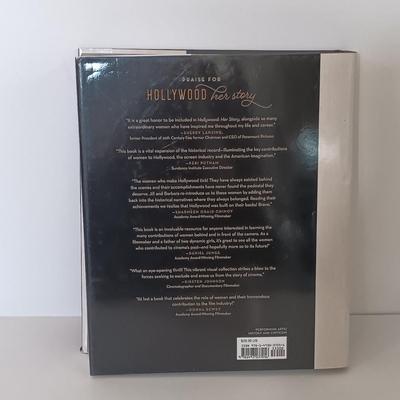 PRAISE FOR
HOLLYWOOD her story
"It is a great honor to be included in Hollywood: Her Story, alongside so many
extraordinary women who have inspired me throughout my life and career."
—SHERRY LANSING,
former President of 20th Century Fox; former Chairman and CEO of Paramount Pictures
"This book is a vital expansion of the historical record—illuminating the key contributions
of women to Hollywood, the screen industry and the American imagination."
—KERI PUTNAM
Sundance Institute Executive Director
"The women who make Hollywood tick! They have always existed behind
the scenes and their accomplishments have never found the pedestal they
deserve. Jill and Barbara re-introduce us to these women by adding them
back into the historical narratives where they always belonged. Reading their
achievements we realize that Hollywood was built on their backs! Bravo."
—SHARMEEN OBAID CHINOY
Academy Award-Winning Filmmaker
"This book is an invaluable resource for anyone interested in learning the
many contributions of women behind and in front of the camera. As a
filmmaker and a father of two dynamic girls, it's great to see all the women
who contributed to cinema's past—and hopefully more so to its future!"
—DANIEL JUNGE
Academy Award-Winning Filmmaker
"What an eye-opening thrill! This vibrant visual collection strikes a blow to the
forces seeking to exclude and erase us from the story of cinema."
—KIRSTEN JOHNSON
Cinematographer and Documentary Filmmaker
"At last a book that celebrates the role of women and their tremendous
contribution to the film industry!"
—DONNA DEWEY
Academy Award-Winning Filmmaker
PERFORMING ARTS/
HISTORY AND CRITICISM